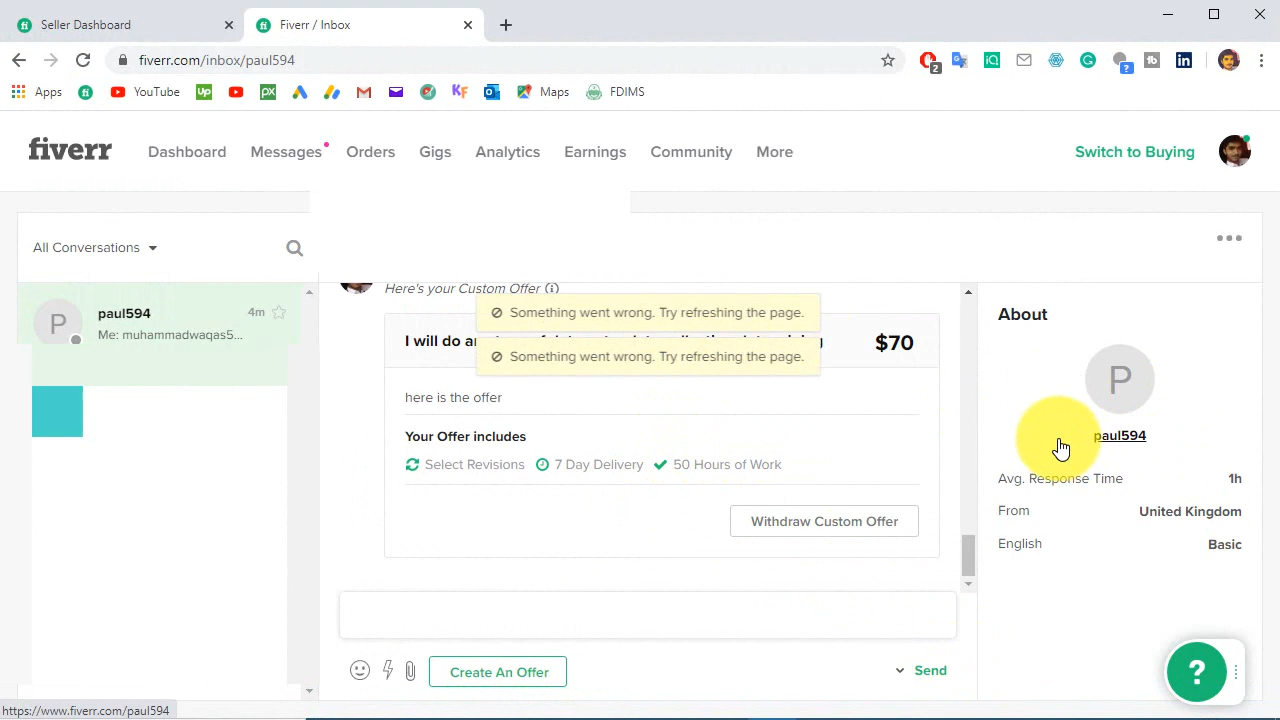 Seller Dashboard
Fiverr / Inbox
fiverr.com/inbox/paul594
2
?
Apps
YouTube
Maps
FDIMS
fiverr
Dashboard
Messages
Orders
Gigs
Analytics
Earnings
Community
More
Switch to Buying
All Conversations
P
paul594
4m
Me: muhammadwaqas5...
Here's your Custom Offer
Something went wrong. Try refreshing the page.
I will do
$70
Something went wrong. Try refreshing the page.
here is the offer
Your Offer includes
Select Revisions
7 Day Delivery
50 Hours of Work
Withdraw Custom Offer
Create An Offer
Send
About
P
paul594
Avg. Response Time 1h
From United Kingdom
English Basic
?
https://www.fiverr.com/paul594